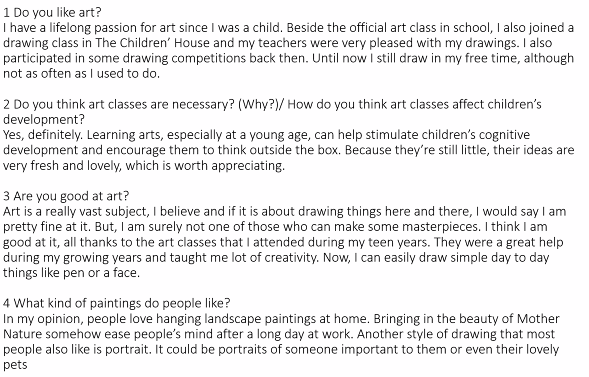 1 Do you like art?
I have a lifelong passion for art since I was a child. Beside the official art class in school, I also joined a
drawing class in The Children’ House and my teachers were very pleased with my drawings. I also
participated in some drawing competitions back then. Until now I still draw in my free time, although
not as often as I used to do.
2 Do you think art classes are necessary? (Why?)/ How do you think art classes affect children’s
development?
Yes, definitely. Learning arts, especially at a young age, can help stimulate children’s cognitive
development and encourage them to think outside the box. Because they’re still little, their ideas are
very fresh and lovely, which is worth appreciating.
3 Are you good at art?
Art is a really vast subject, I believe and if it is about drawing things here and there, I would say I am
pretty fine at it. But, I am surely not one of those who can make some masterpieces. I think I am
good at it, all thanks to the art classes that I attended during my teen years. They were a great help
during my growing years and taught me lot of creativity. Now, I can easily draw simple day to day
things like pen or a face.
4 What kind of paintings do people like?
In my opinion, people love hanging landscape paintings at home. Bringing in the beauty of Mother
Nature somehow ease people’s mind after a long day at work. Another style of drawing that most
people also like is portrait. It could be portraits of someone important to them or even their lovely
pets